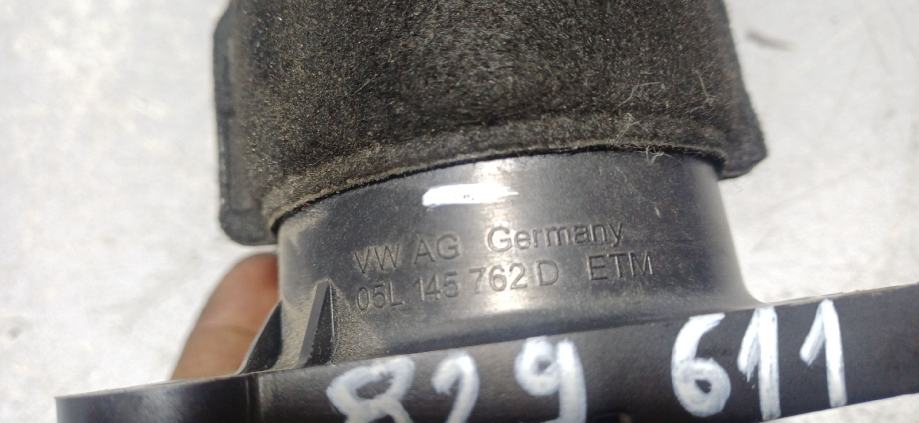 VW AG Germany
05L 145 762 D ETM
829 611